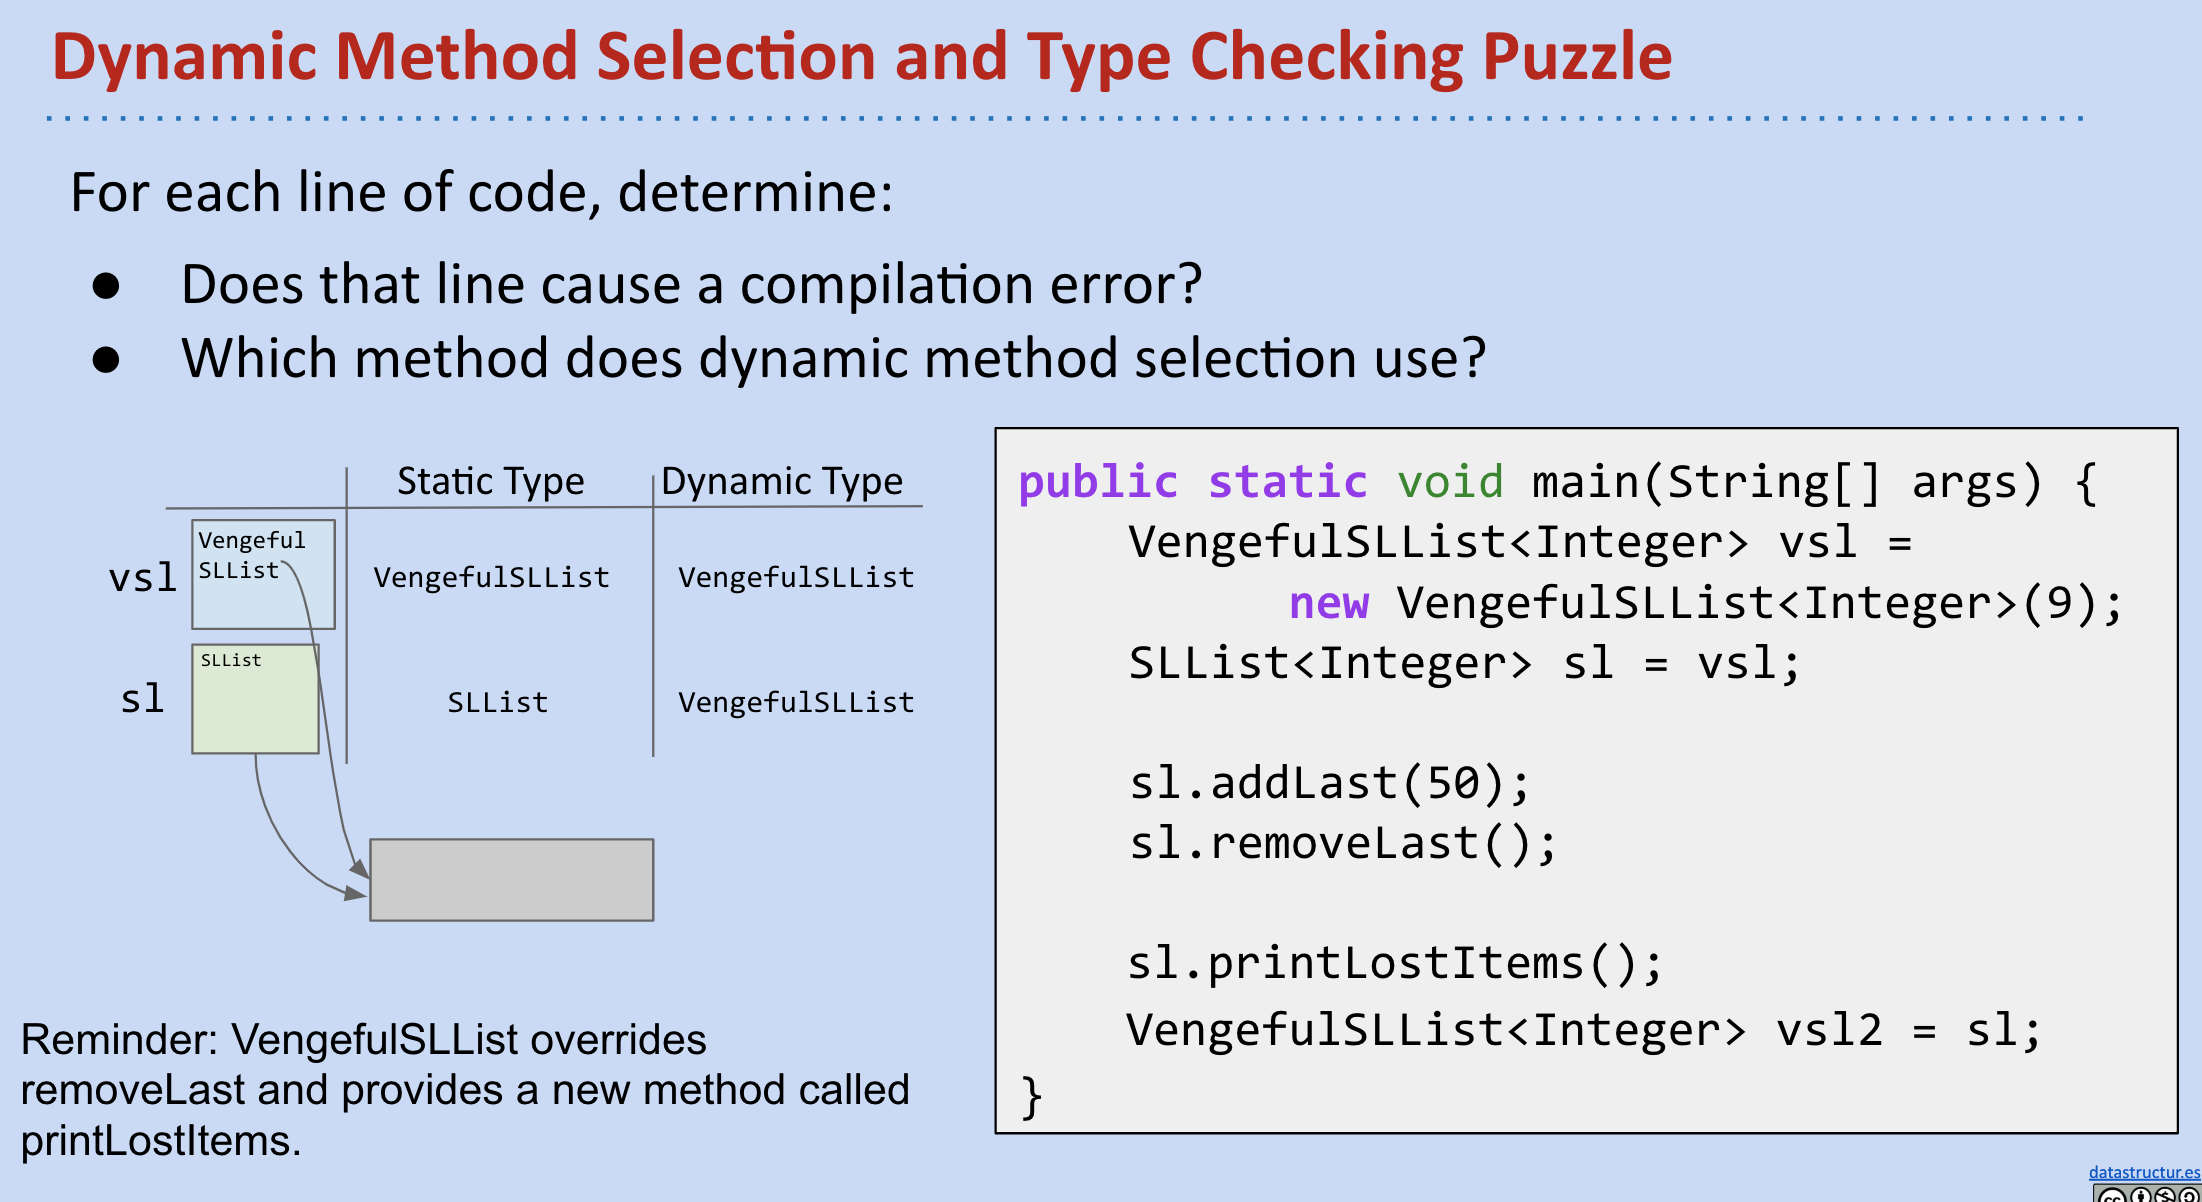 Dynamic Method Selection and Type Checking Puzzle
For each line of code, determine:
● Does that line cause a compilation error?
● Which method does dynamic method selection use?
Static Type Dynamic Type
vsl Vengeful
SLList VengefulSLList VengefulSLList
sl SLList SLList VengefulSLList
Reminder: VengefulSLList overrides
removeLast and provides a new method called
printLostItems.
public static void main(String[] args) {
VengefulSLList<Integer> vsl =
new VengefulSLList<Integer>(9);
SLList<Integer> sl = vsl;
sl.addLast(50);
sl.removeLast();
sl.printLostItems();
VengefulSLList<Integer> vsl2 = sl;
}
datastructur.es
cc